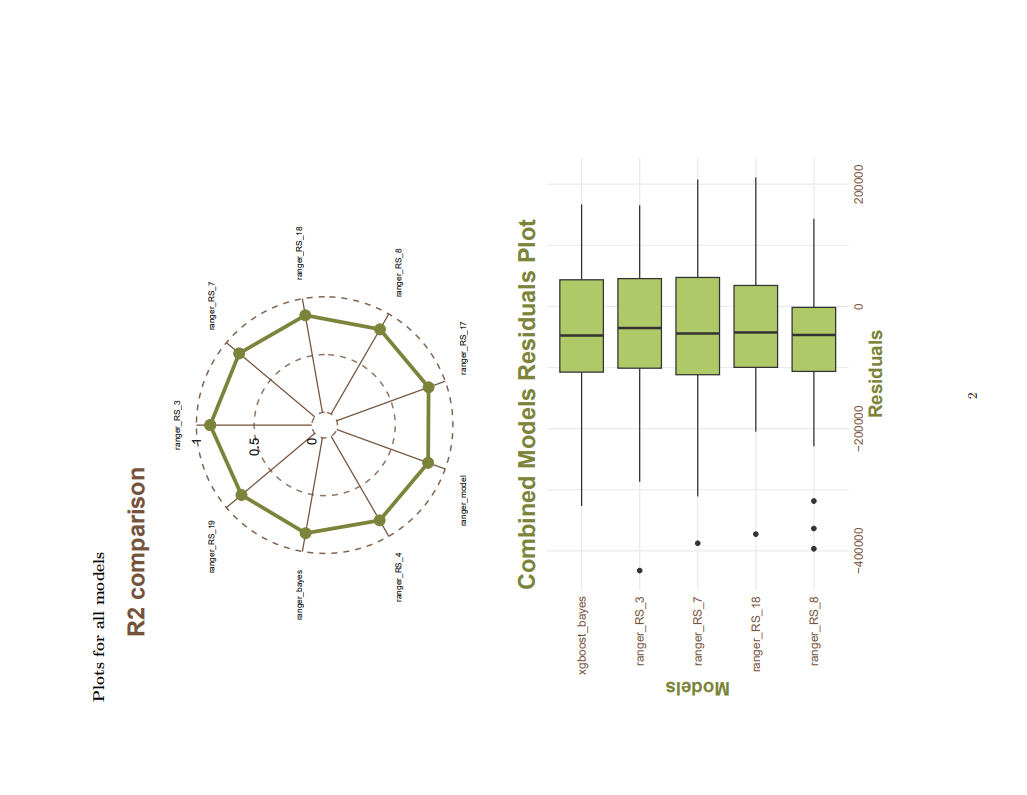 Plots for all models
R2 comparison
ranger_RS_3
ranger_RS_7
ranger_RS_18
ranger_RS_8
ranger_RS_17
ranger_model
ranger_RS_4
ranger_bayes
ranger_RS_19
1
0.5
0
Combined Models Residuals Plot
Models
xgboost_bayes
ranger_RS_3
ranger_RS_7
ranger_RS_18
ranger_RS_8
−400000
−200000
0
200000
Residuals
2